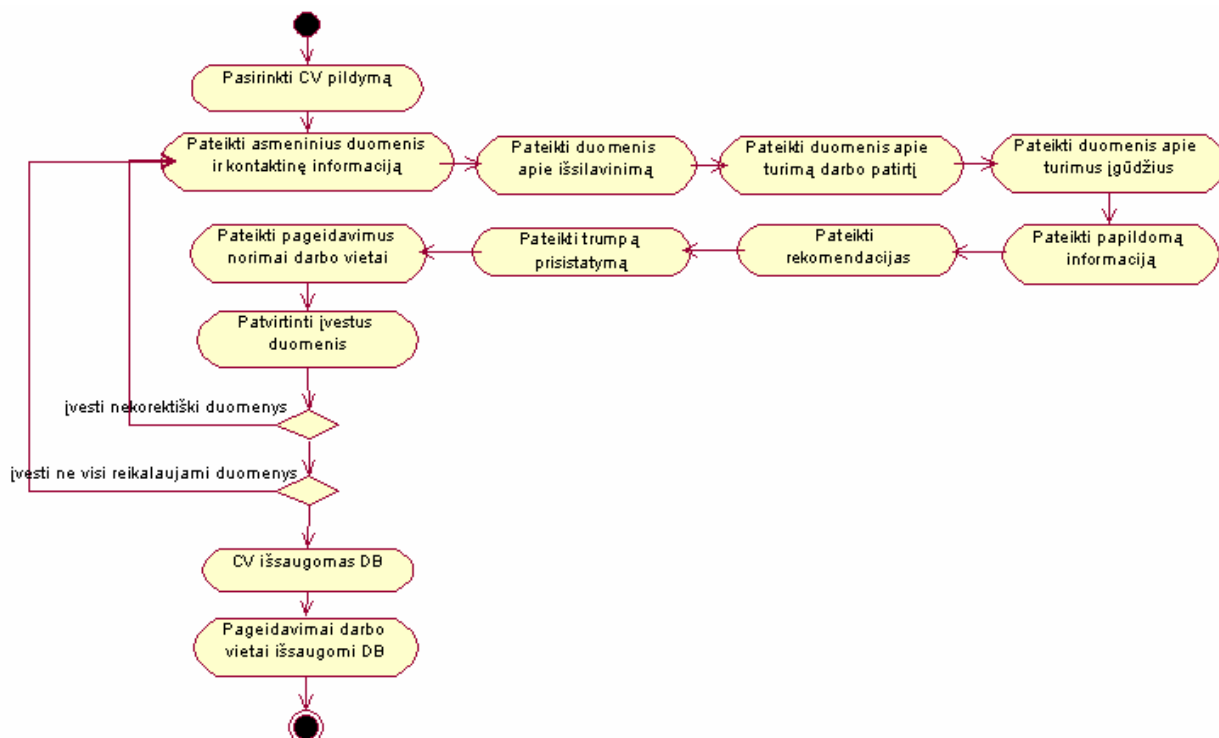 Pasirinkti CV pildymą
Pateikti asmeninius duomenis
ir kontaktinę informaciją
Pateikti duomenis
apie išsilavinimą
Pateikti duomenis apie
turimą darbo patirtį
Pateikti duomenis apie
turimus įgūdžius
Pateikti papildomą
informaciją
Pateikti
rekomendacijas
Pateikti trumpą
prisistatymą
Pateikti pageidavimus
norimai darbo vietai
Patvirtinti įvestus
duomenis
įvesti nekorektiški duomenys
įvesti ne visi reikalaujami duomenys
CV išsaugomas DB
Pageidavimai darbo
vietai išsaugomi DB